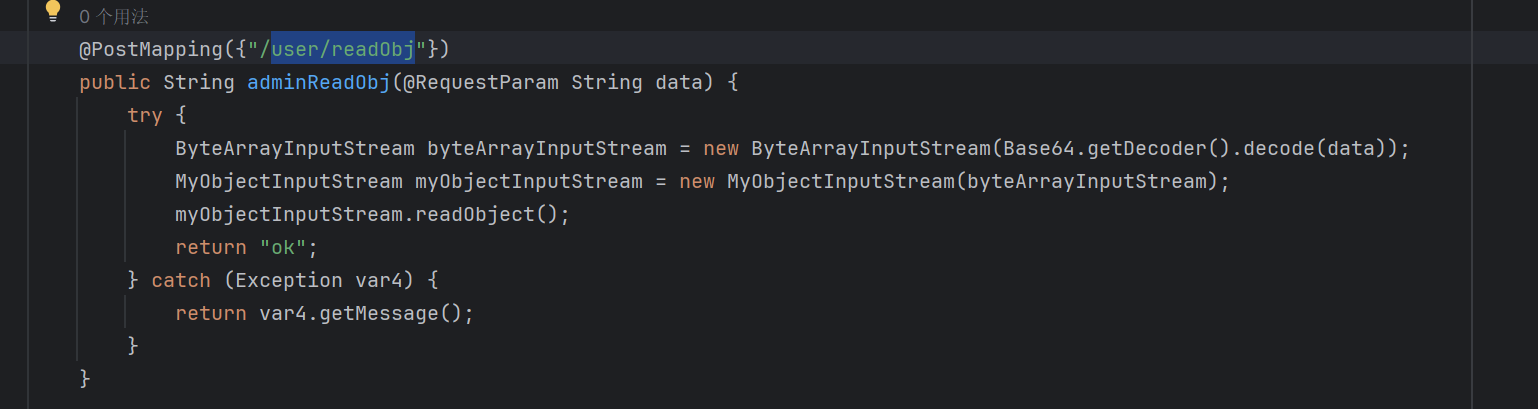 0 个用法
@PostMapping({"/user/readObj"})
public String adminReadObj(@RequestParam String data) {
try {
ByteArrayInputStream byteArrayInputStream = new ByteArrayInputStream(Base64.getDecoder().decode(data));
MyObjectInputStream myObjectInputStream = new MyObjectInputStream(byteArrayInputStream);
myObjectInputStream.readObject();
return "ok";
} catch (Exception var4) {
return var4.getMessage();
}
}